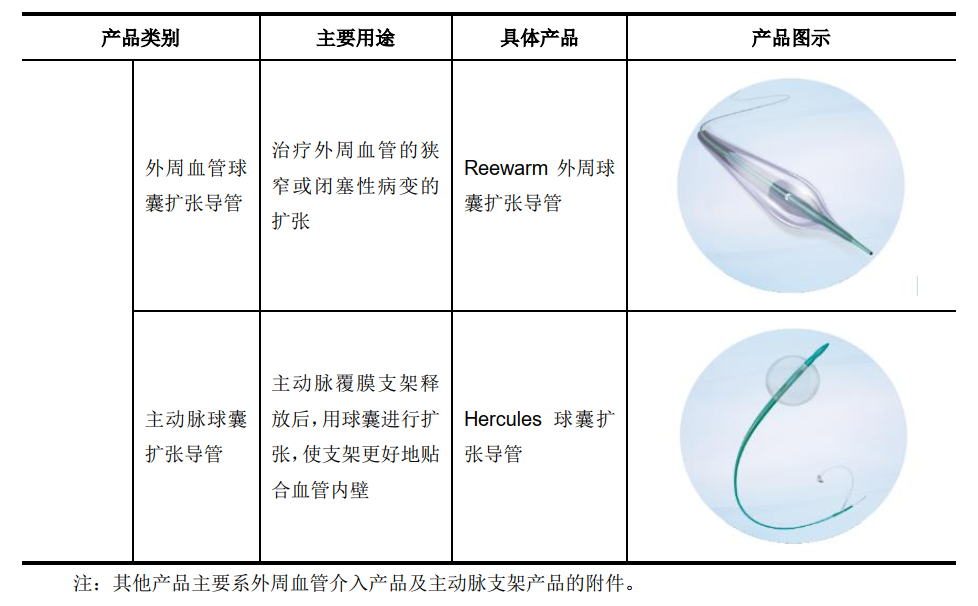 产品类别 主要用途 具体产品 产品图示
外周血管球
囊扩张导管
治疗外周血管的狭
窄或闭塞性病变的
扩张
Reewarm 外周球
囊扩张导管
主动脉球囊
扩张导管
主动脉覆膜支架释
放后，用球囊进行扩
张，使支架更好地贴
合血管内壁
Hercules 球囊扩
张导管
注：其他产品主要系外周血管介入产品及主动脉支架产品的附件。